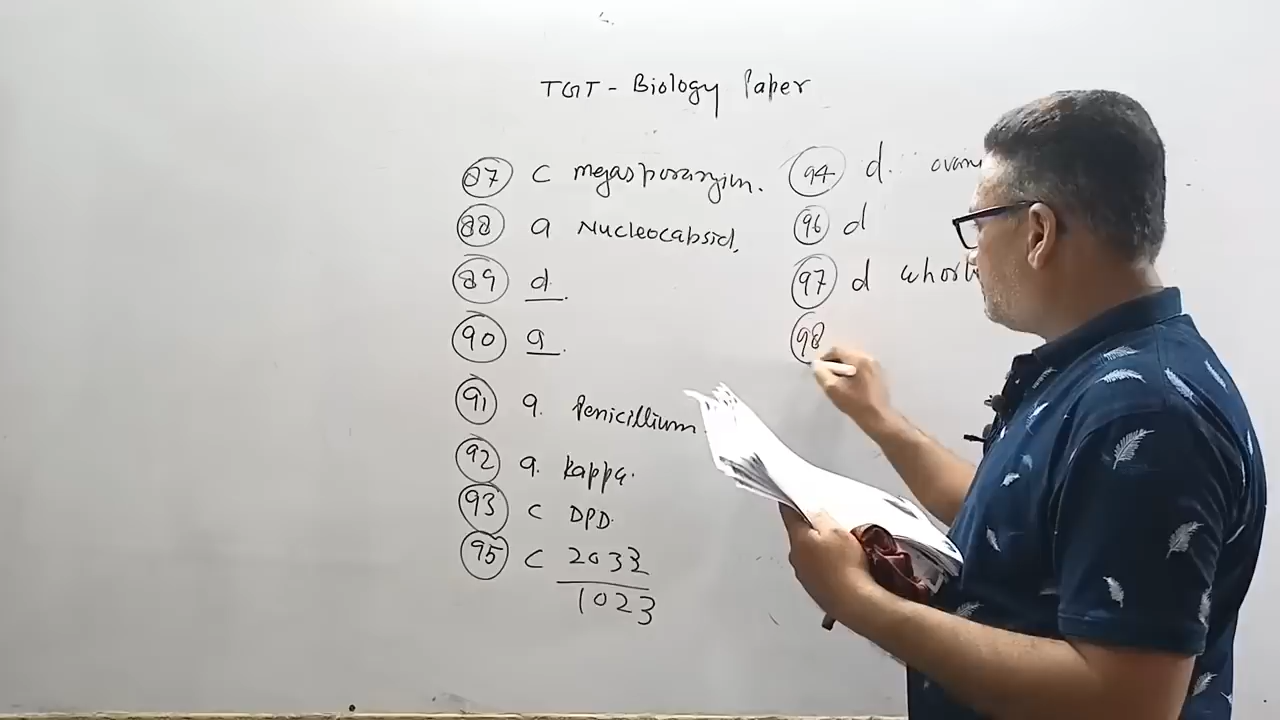 TGT - Biology Paper
87 c megasporangium.
88 a Nucleocabsid,
89 d.
90 a.
91 a. Penicillium.
92 a. Kappa.
93 c DPD.
95 c 2033
1023
94 d.
96 d
97 d
98